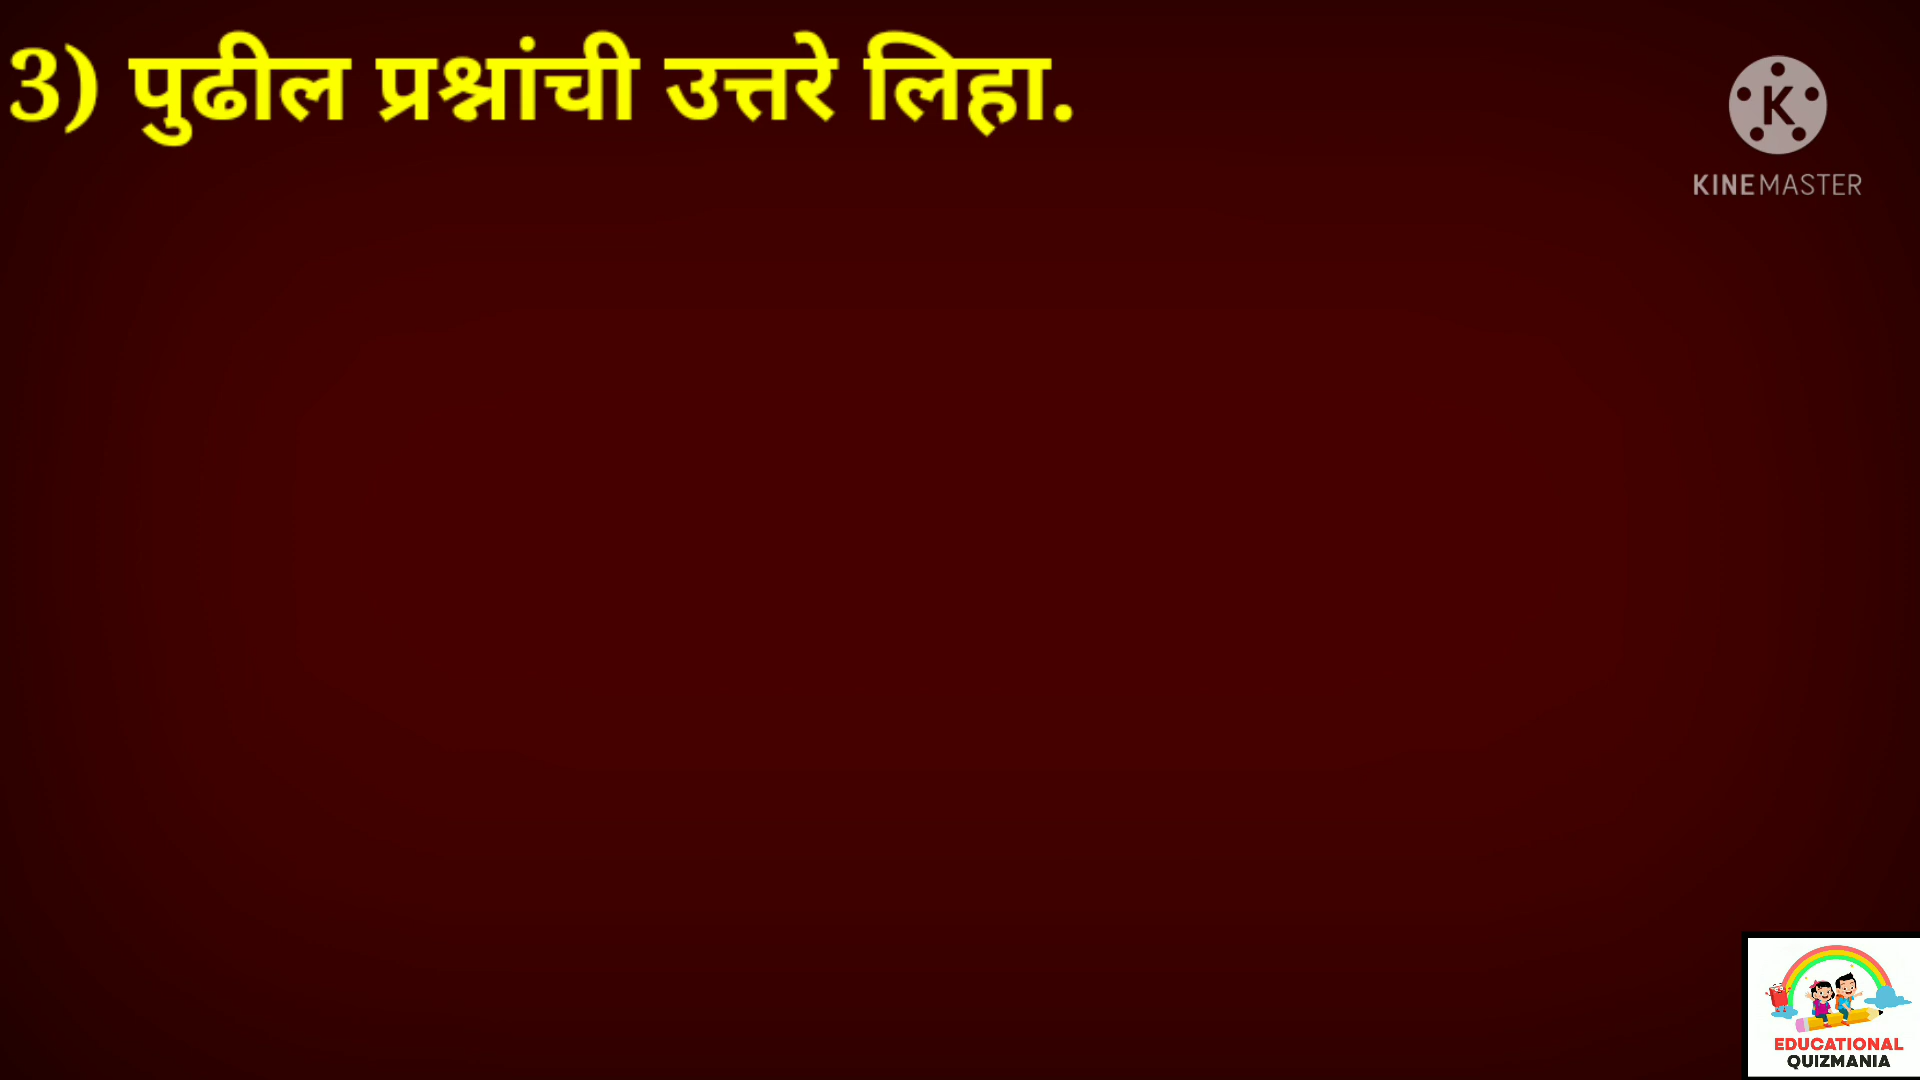 3) पुढील प्रश्नांची उत्तरे लिहा.
K
KINEMASTER
EDUCATIONAL
QUIZMANIA